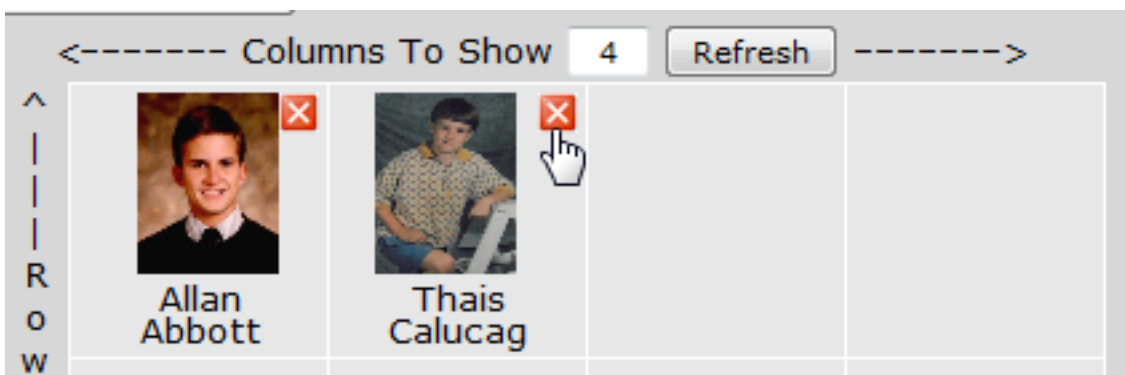 <------- Columns To Show 4 Refresh ------->
^
|
|
|
R
o
w
Allan
Abbott
Thais
Calucag